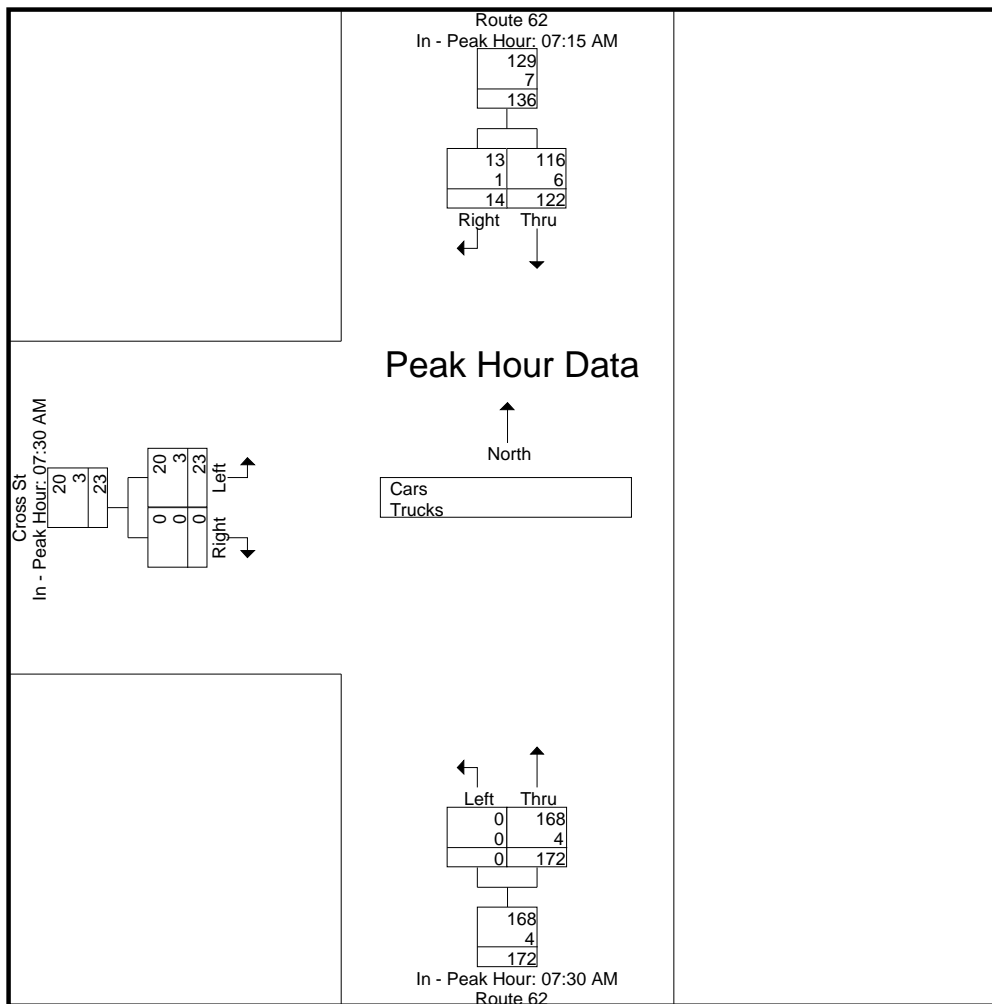 Route 62
In - Peak Hour: 07:15 AM
129
7
136
13 116
1 6
14 122
Right Thru
Peak Hour Data
North
Cars
Trucks
Cross St
In - Peak Hour: 07:30 AM
20
3
23
20 0
3 0
23 0
Left Right
Left Thru
0 168
0 4
0 172
168
4
172
In - Peak Hour: 07:30 AM
Route 62